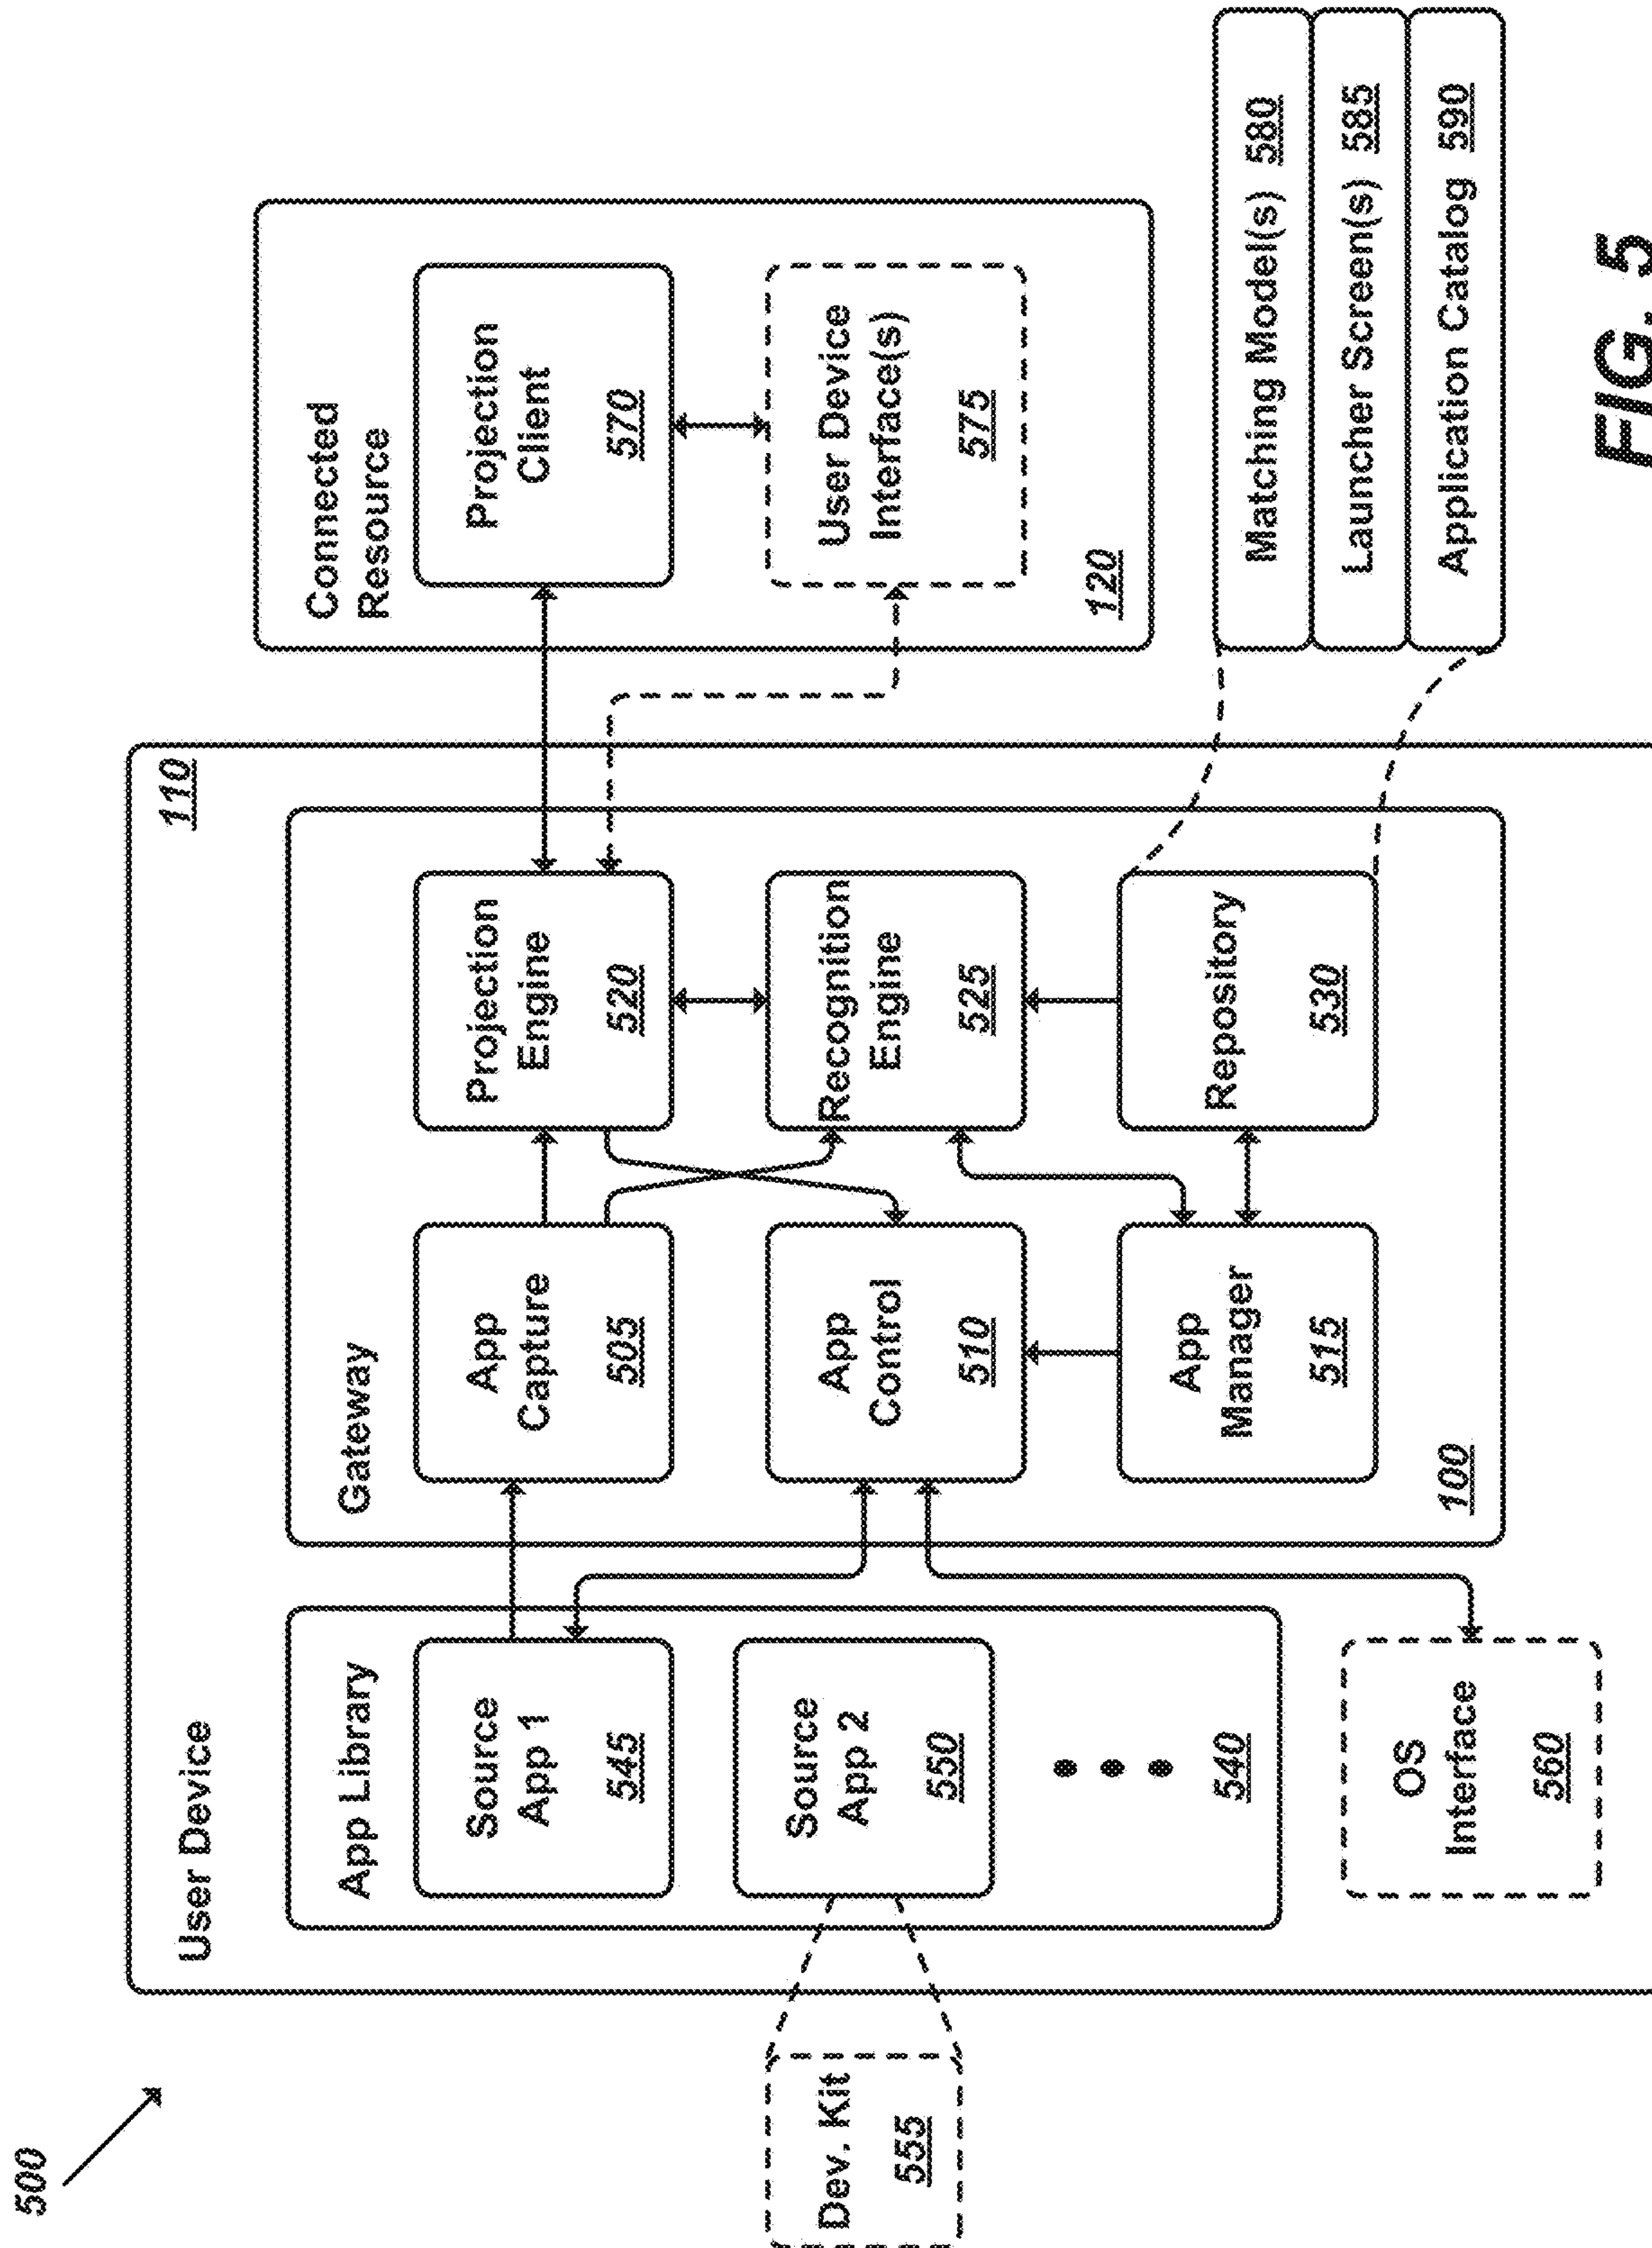 500
User Device
110
App Library
Source
App 1
545
Source
App 2
550
540
OS
Interface
560
Dev. Kit
555
Gateway
App
Capture
505
App
Control
510
App
Manager
515
100
Projection
Engine
520
Recognition
Engine
525
Repository
530
Connected
Resource
Projection
Client
570
User Device
Interface(s)
575
120
Matching Model(s) 580
Launcher Screen(s) 585
Application Catalog 590
FIG. 5